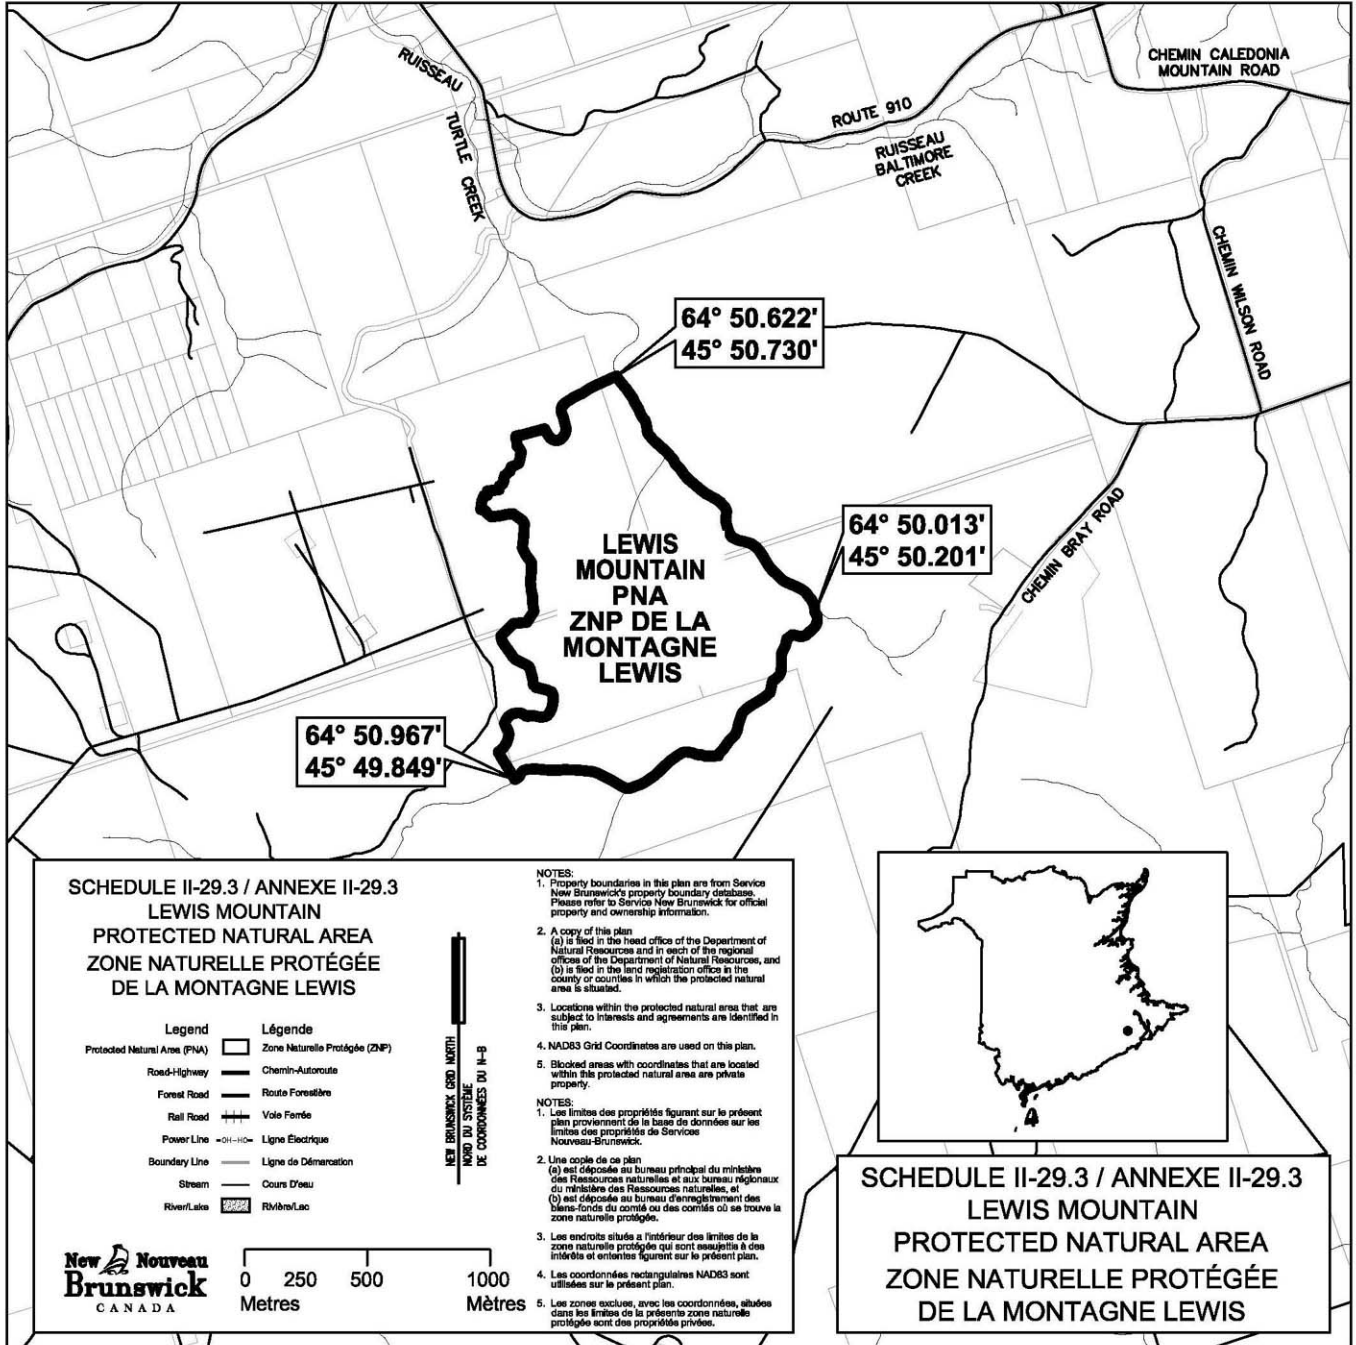 RUISSEAU
TURTLE CREEK
ROUTE 910
RUISSEAU
BALTIMORE
CREEK
CHEMIN CALEDONIA
MOUNTAIN ROAD
CHEMIN WILSON ROAD
CHEMIN BRAY ROAD
64° 50.622'
45° 50.730'
64° 50.013'
45° 50.201'
LEWIS
MOUNTAIN
PNA
ZNP DE LA
MONTAGNE
LEWIS
64° 50.967'
45° 49.849'
SCHEDULE II-29.3 / ANNEXE II-29.3
LEWIS MOUNTAIN
PROTECTED NATURAL AREA
ZONE NATURELLE PROTÉGÉE
DE LA MONTAGNE LEWIS
Legend Légende
Protected Natural Area (PNA) Zone Naturelle Protégée (ZNP)
Road-Highway Chemin-Autoroute
Forest Road Route Forestière
Rail Road Voie Ferrée
Power Line -OH-HO- Ligne Électrique
Boundary Line Ligne de Démarcation
Stream Cours D'eau
River/Lake Rivière/Lac
NEW BRUNSWICK GRID NORTH
NORD DU SYSTÈME
DE COORDONNÉES DU N-B
New Nouveau
Brunswick
CANADA
0 250 500 1000
Metres Mètres
NOTES:
1. Property boundaries in this plan are from Service
New Brunswick's property boundary database.
Please refer to Service New Brunswick for official
property and ownership information.
2. A copy of this plan
(a) is filed in the head office of the Department of
Natural Resources and in each of the regional
offices of the Department of Natural Resources, and
(b) is filed in the land registration office in the
county or counties in which the protected natural
area is situated.
3. Locations within the protected natural area that are
subject to interests and agreements are identified in
this plan.
4. NAD83 Grid Coordinates are used on this plan.
5. Blocked areas with coordinates that are located
within this protected natural area are private
property.
NOTES:
1. Les limites des propriétés figurant sur le présent
plan proviennent de la base de données sur les
limites des propriétés de Services
Nouveau-Brunswick.
2. Une copie de ce plan
(a) est déposée au bureau principal du ministère
des Ressources naturelles et aux bureau régionaux
du ministère des Ressources naturelles, et
(b) est déposée au bureau d'enregistrement des
biens-fonds du comté ou des comtés où se trouve la
zone naturelle protégée.
3. Les endroits situés a l'intérieur des limites de la
zone naturelle protégée qui sont assujettis à des
intérêts et ententes figurent sur le présent plan.
4. Les coordonnées rectangulaires NAD83 sont
utilisées sur le présent plan.
5. Les zones exclues, avec les coordonnées, situées
dans les limites de la présente zone naturelle
protégée sont des propriétés privées.
SCHEDULE II-29.3 / ANNEXE II-29.3
LEWIS MOUNTAIN
PROTECTED NATURAL AREA
ZONE NATURELLE PROTÉGÉE
DE LA MONTAGNE LEWIS